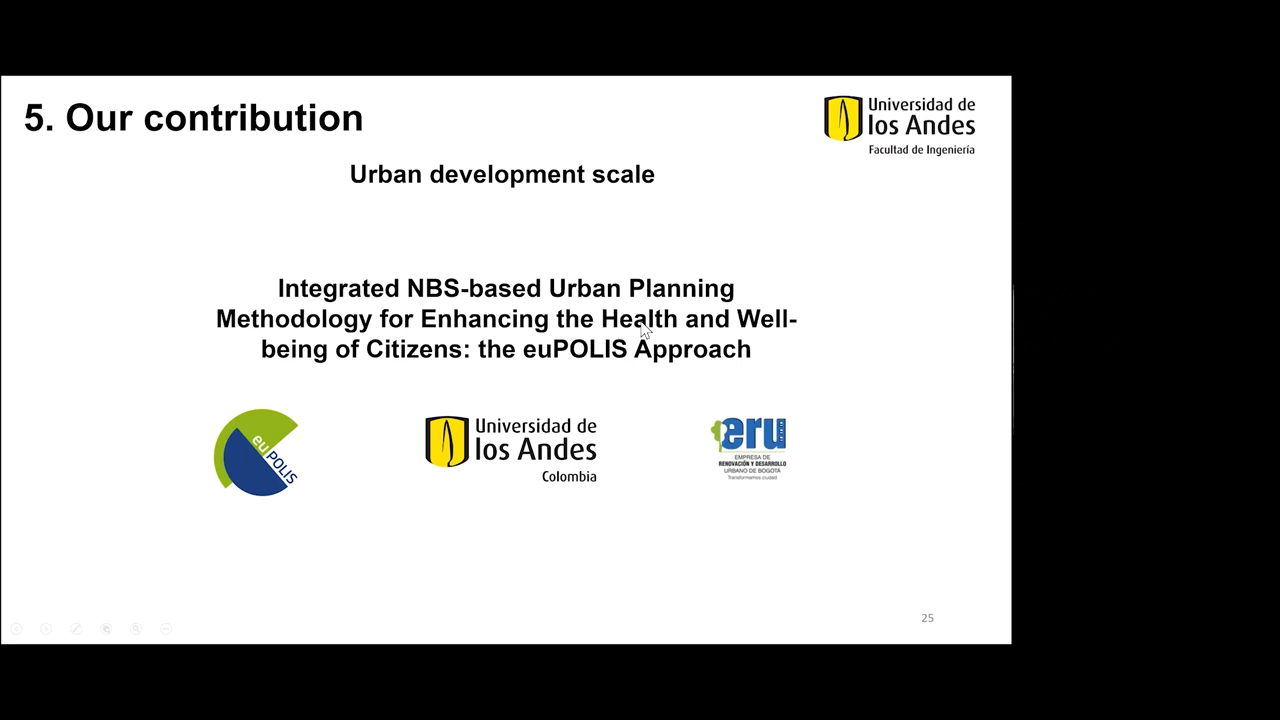 5. Our contribution
Universidad de
los Andes
Facultad de Ingeniería
Urban development scale
Integrated NBS-based Urban Planning
Methodology for Enhancing the Health and Well-
being of Citizens: the euPOLIS Approach
eu POLIS
Universidad de
los Andes
Colombia
eru
EMPRESA DE
RENOVACIÓN Y DESARROLLO
URBANO DE BOGOTÁ
Transformamos ciudad
25